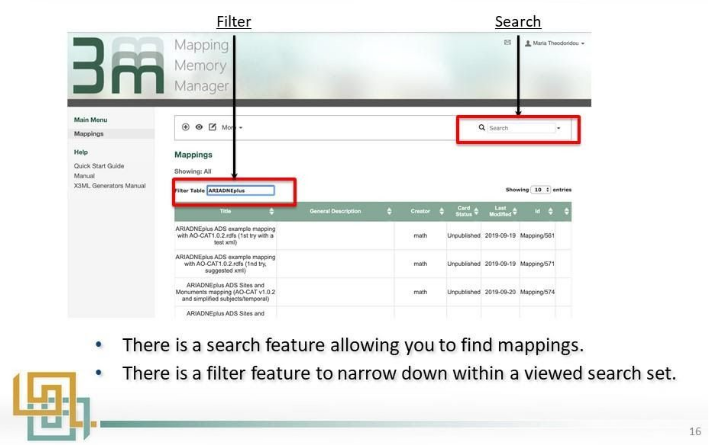 Filter
Search
3m
Mapping
Memory
Manager
Maria Theodoridou
Main Menu
Mappings
Help
Quick Start Guide
Manual
X3ML Generators Manual
More
Search
Mappings
Showing: All
Filter Table ARIADNEplus
Showing 10 entries
Title General Description Creator Card Status Last Modified Id
ARIADNEplus ADS example mapping
with AO-CAT1.0.2.rdfs (1st try with a
test xml)
math Unpublished 2019-09-19 Mapping/561
ARIADNEplus ADS example mapping
with AO-CAT1.0.2.rdfs (1nd try,
suggested xml)
math Unpublished 2019-09-19 Mapping/571
ARIADNEplus ADS Sites and
Monuments mapping (AO-CAT v1.0.2
and simplified subjects/temporal)
math Unpublished 2019-09-20 Mapping/574
ARIADNEplus ADS Sites and
• There is a search feature allowing you to find mappings.
• There is a filter feature to narrow down within a viewed search set.
16